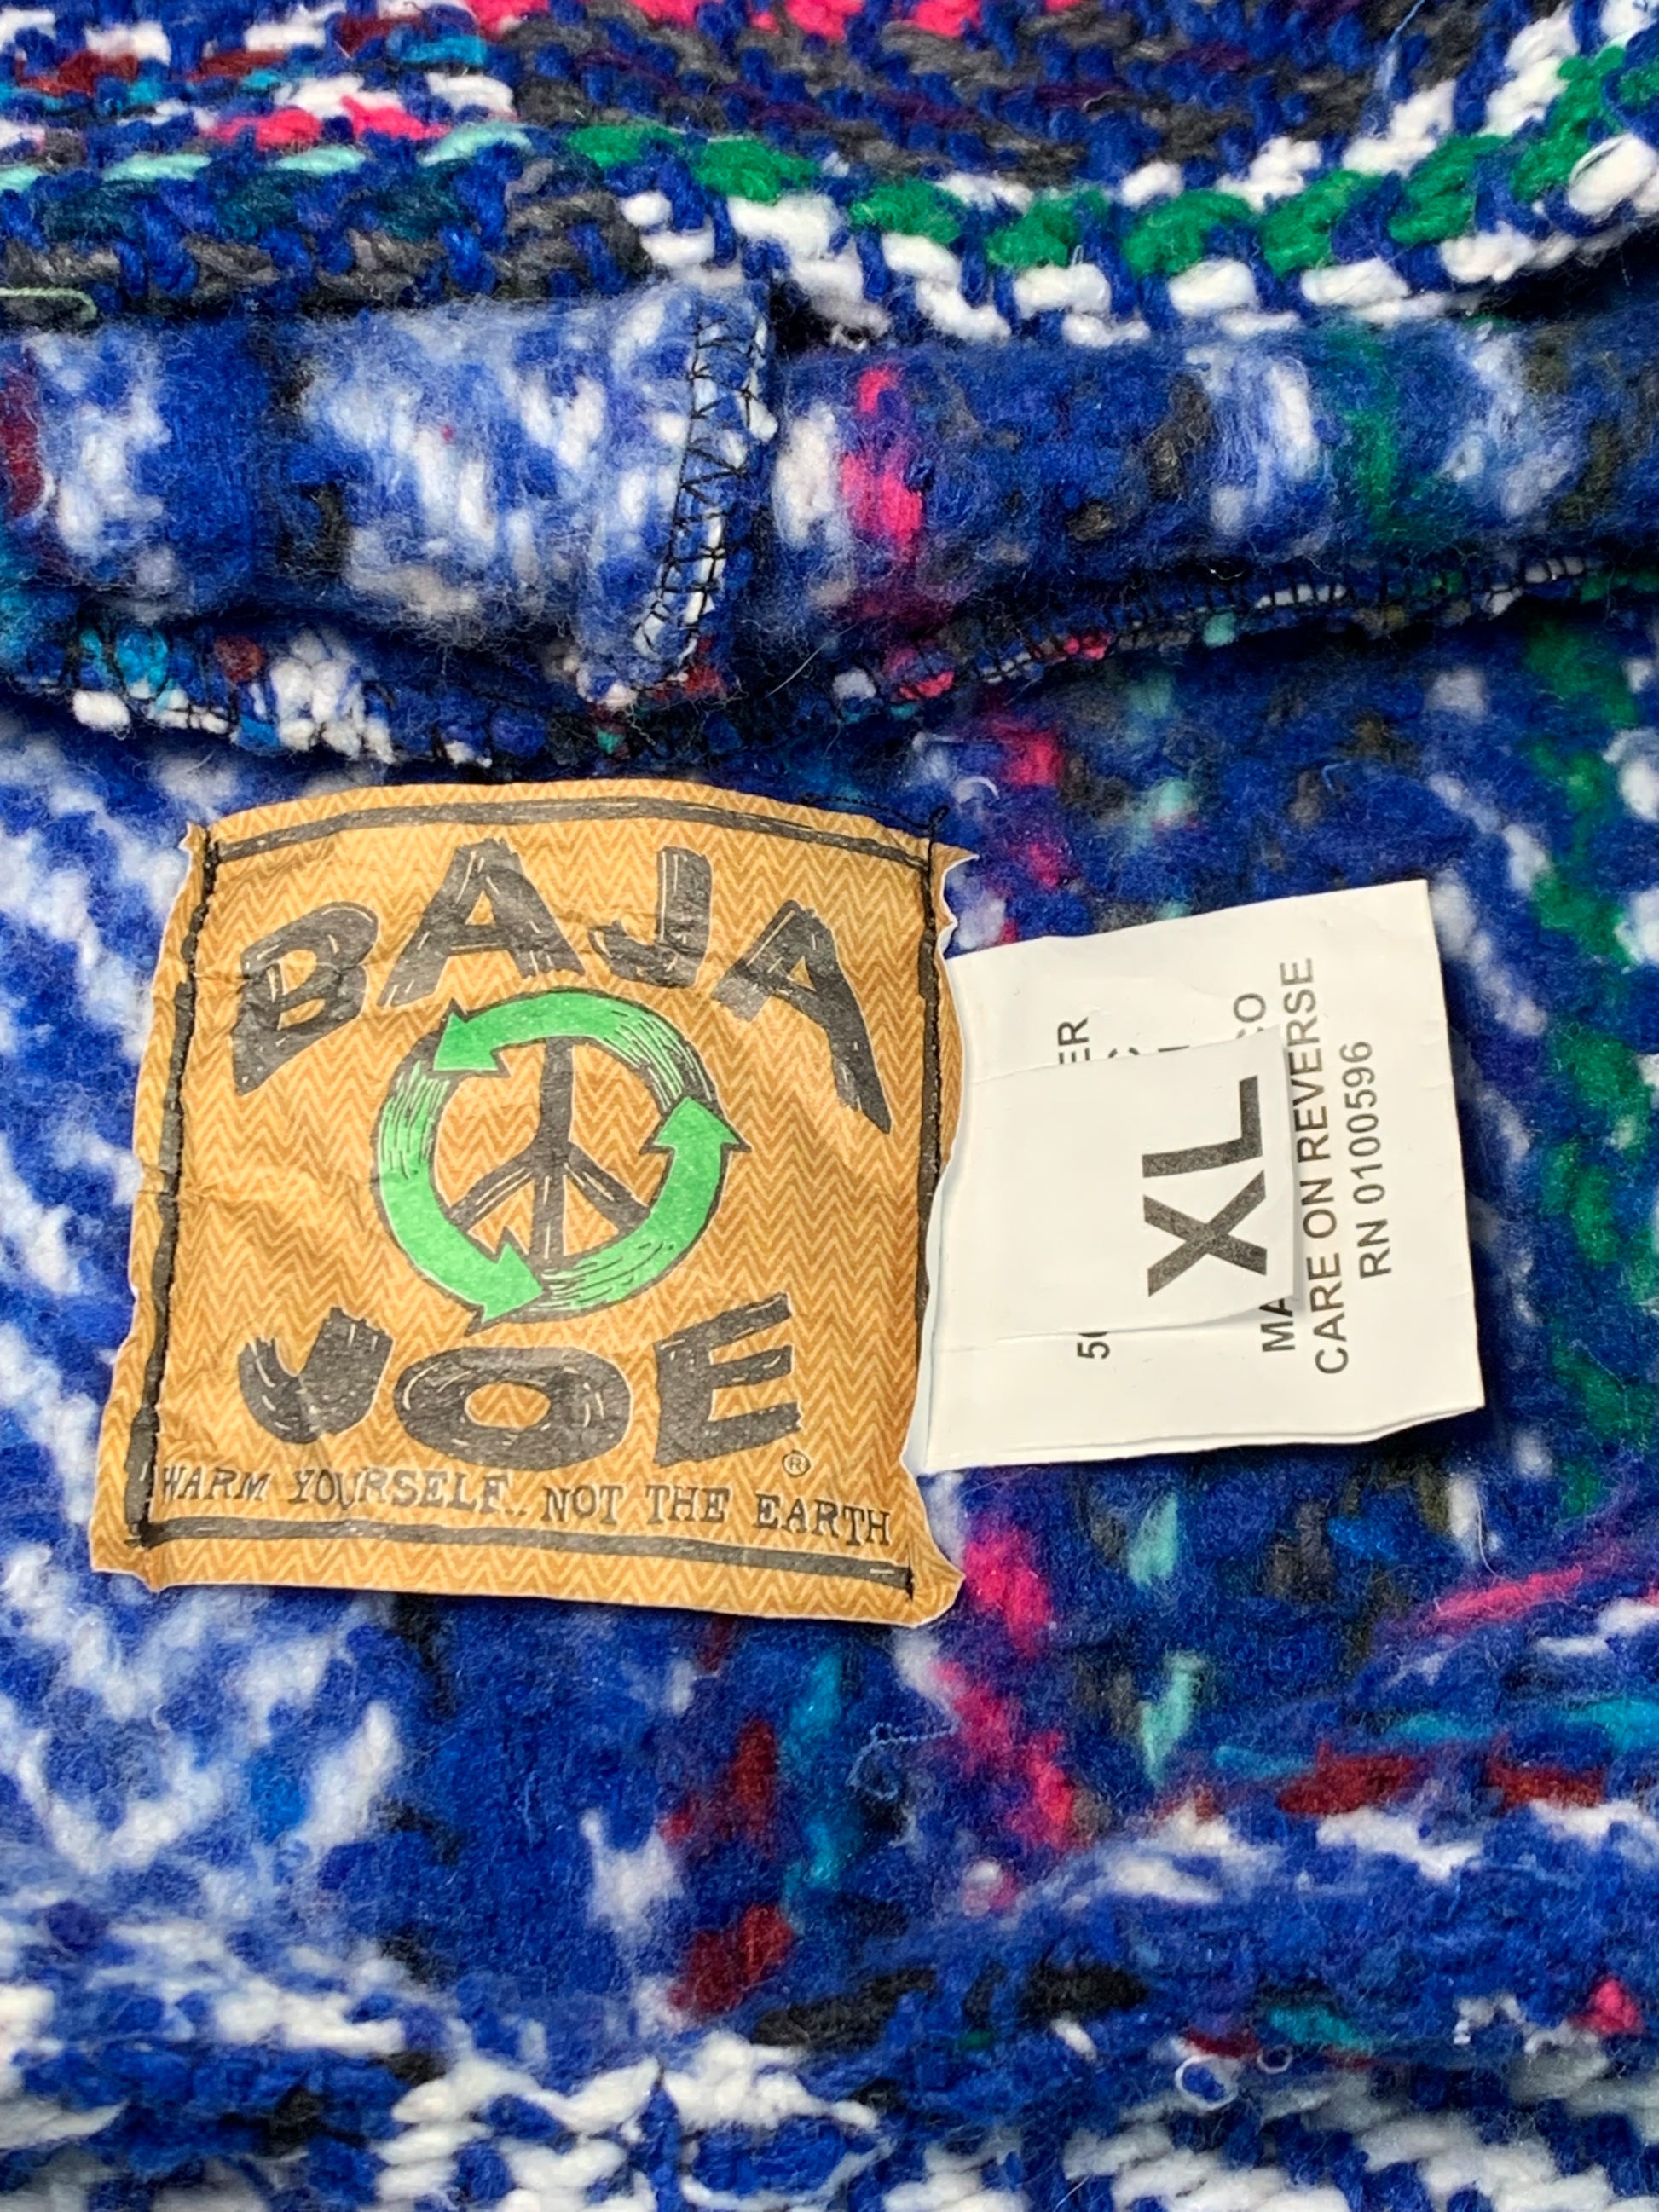 BAJA
JOE ®
WARM YOURSELF.. NOT THE EARTH
XL
CARE ON REVERSE
RN 0100596